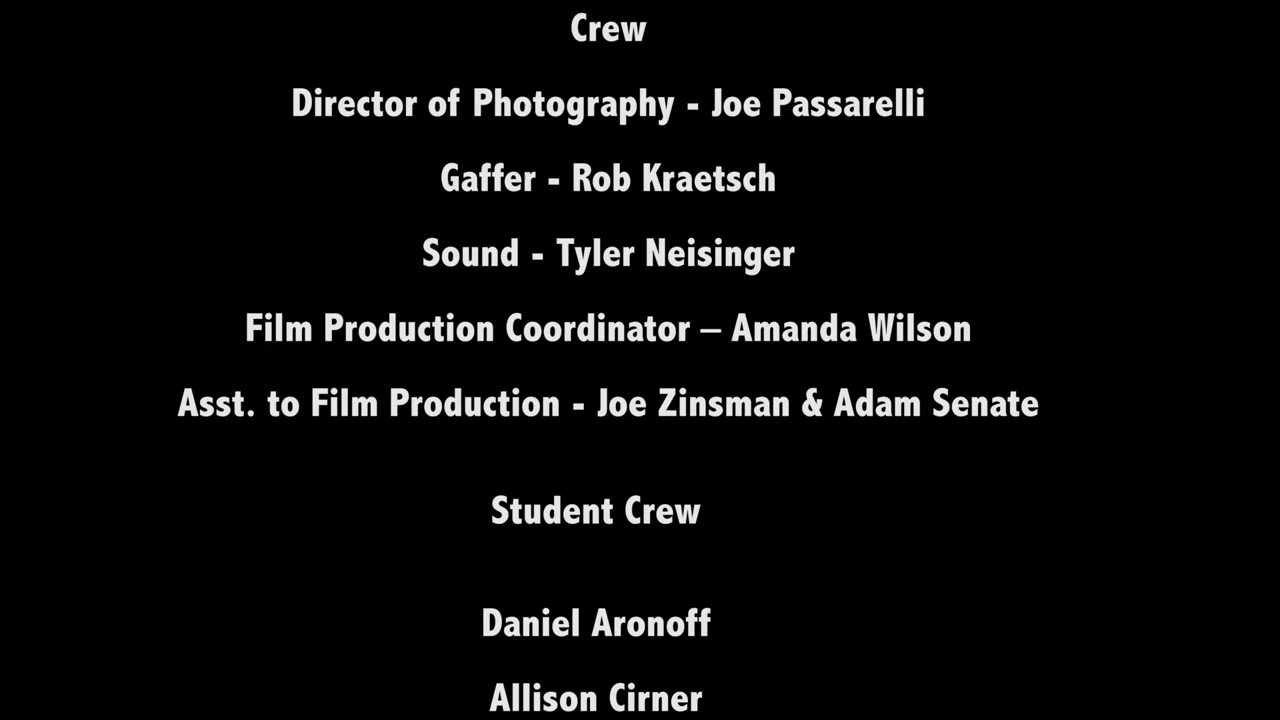 Crew
Director of Photography - Joe Passarelli
Gaffer - Rob Kraetsch
Sound - Tyler Neisinger
Film Production Coordinator – Amanda Wilson
Asst. to Film Production - Joe Zinsman & Adam Senate
Student Crew
Daniel Aronoff
Allison Cirner